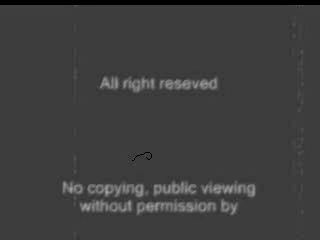 All right reseved
No copying, public viewing
without permission by